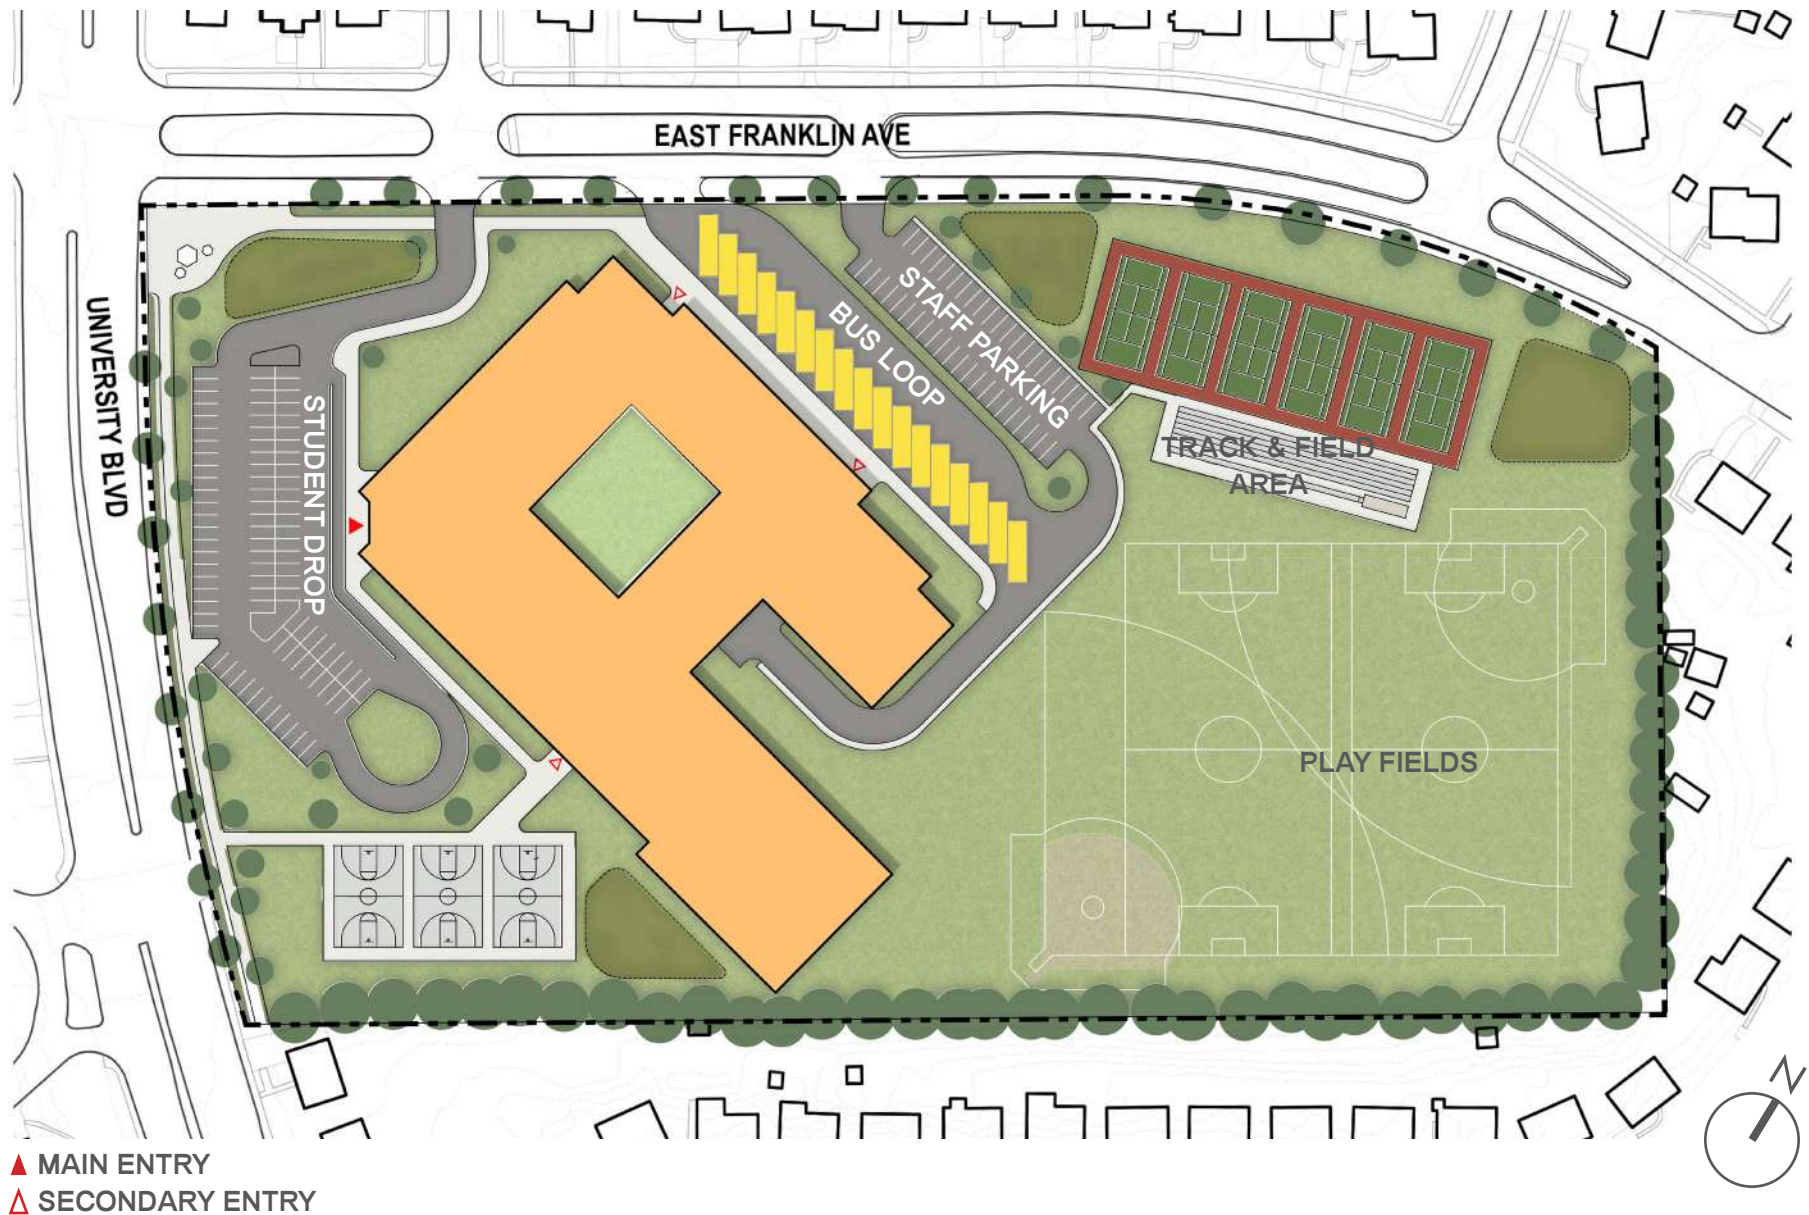 EAST FRANKLIN AVE
UNIVERSITY BLVD
STUDENT DROP
BUS LOOP
STAFF PARKING
TRACK & FIELD
AREA
PLAY FIELDS
N
MAIN ENTRY
SECONDARY ENTRY